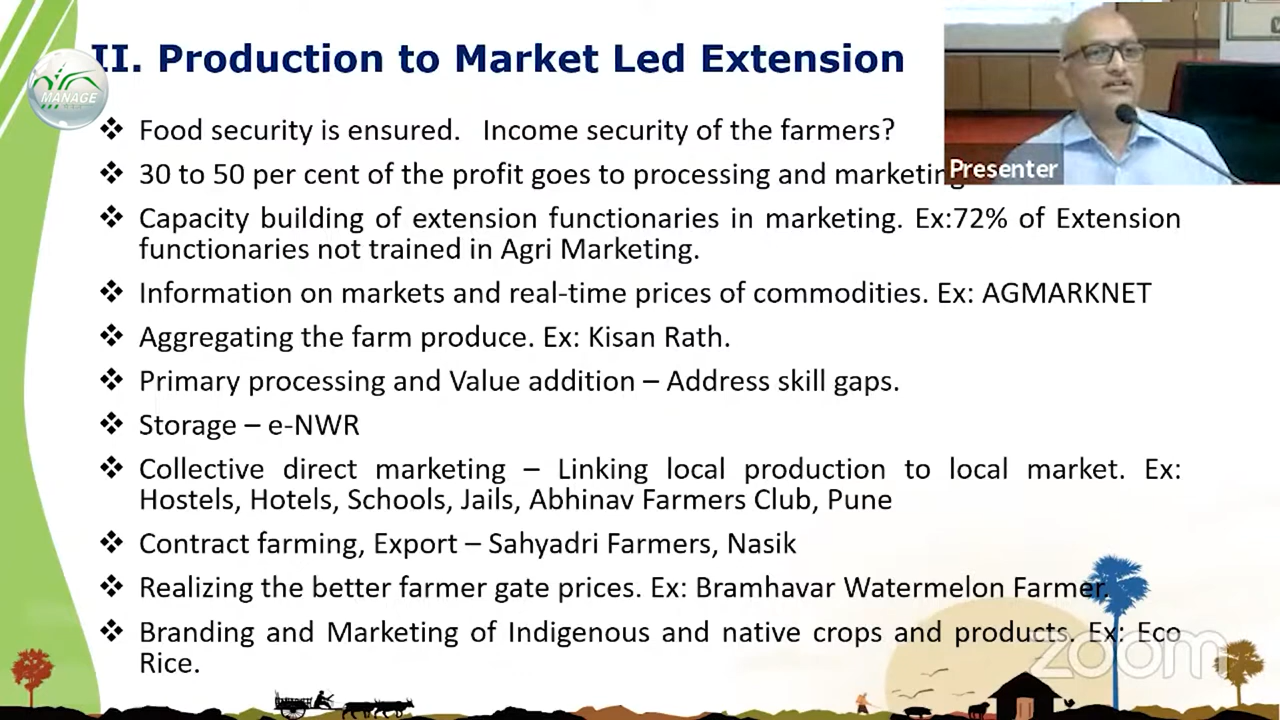 II. Production to Market Led Extension
MANAGE
❖ Food security is ensured. Income security of the farmers?
❖ 30 to 50 per cent of the profit goes to processing and marketing
Presenter
❖ Capacity building of extension functionaries in marketing. Ex:72% of Extension
functionaries not trained in Agri Marketing.
❖ Information on markets and real-time prices of commodities. Ex: AGMARKNET
❖ Aggregating the farm produce. Ex: Kisan Rath.
❖ Primary processing and Value addition – Address skill gaps.
❖ Storage – e-NWR
❖ Collective direct marketing – Linking local production to local market. Ex:
Hostels, Hotels, Schools, Jails, Abhinav Farmers Club, Pune
❖ Contract farming, Export – Sahyadri Farmers, Nasik
❖ Realizing the better farmer gate prices. Ex: Bramhavar Watermelon Farmer.
❖ Branding and Marketing of Indigenous and native crops and products. Ex: Eco
Rice.
zoom